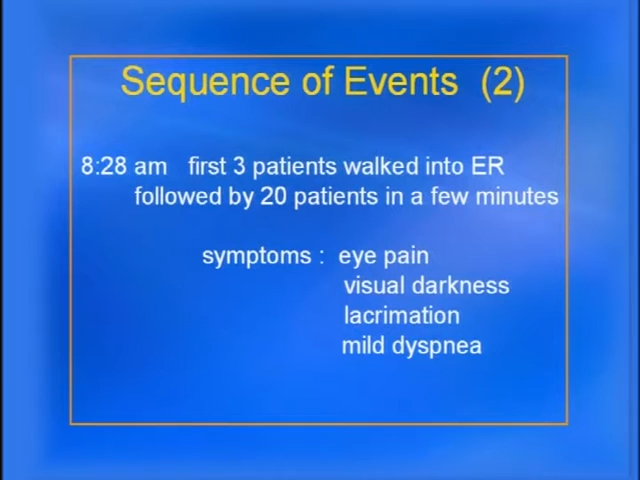 Sequence of Events (2)
8:28 am first 3 patients walked into ER
followed by 20 patients in a few minutes
symptoms : eye pain
visual darkness
lacrimation
mild dyspnea